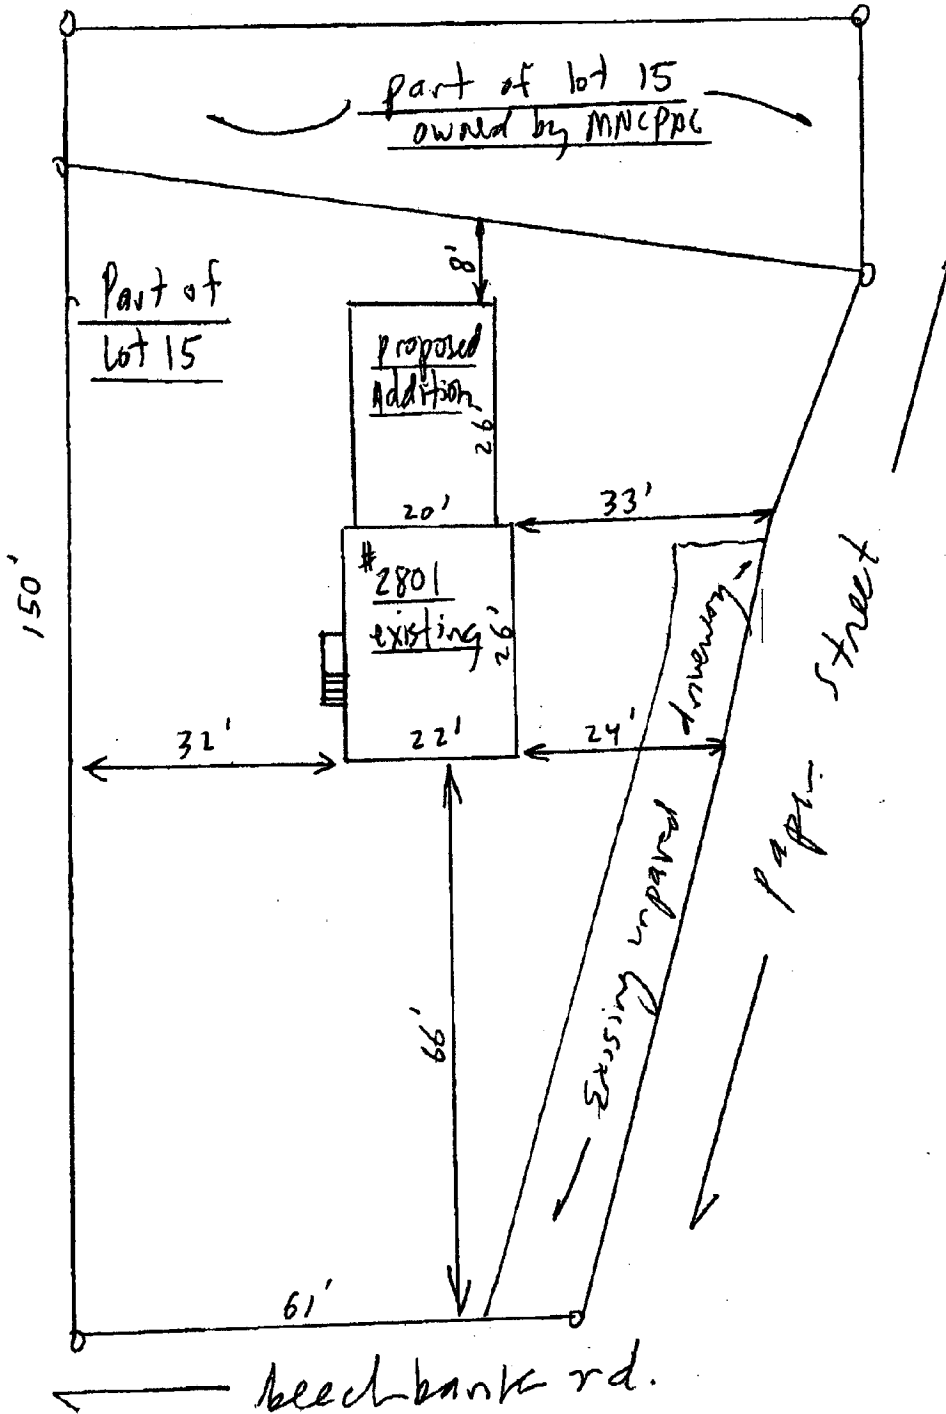 part of lot 15
owned by MNCPPC
8'
Part of
lot 15
proposed
Addition
26'
20'
33'
#2801
existing
26'
150'
driveway
street
32'
22'
24'
unpaved
paper
66'
Exissing
61'
beechbank rd.